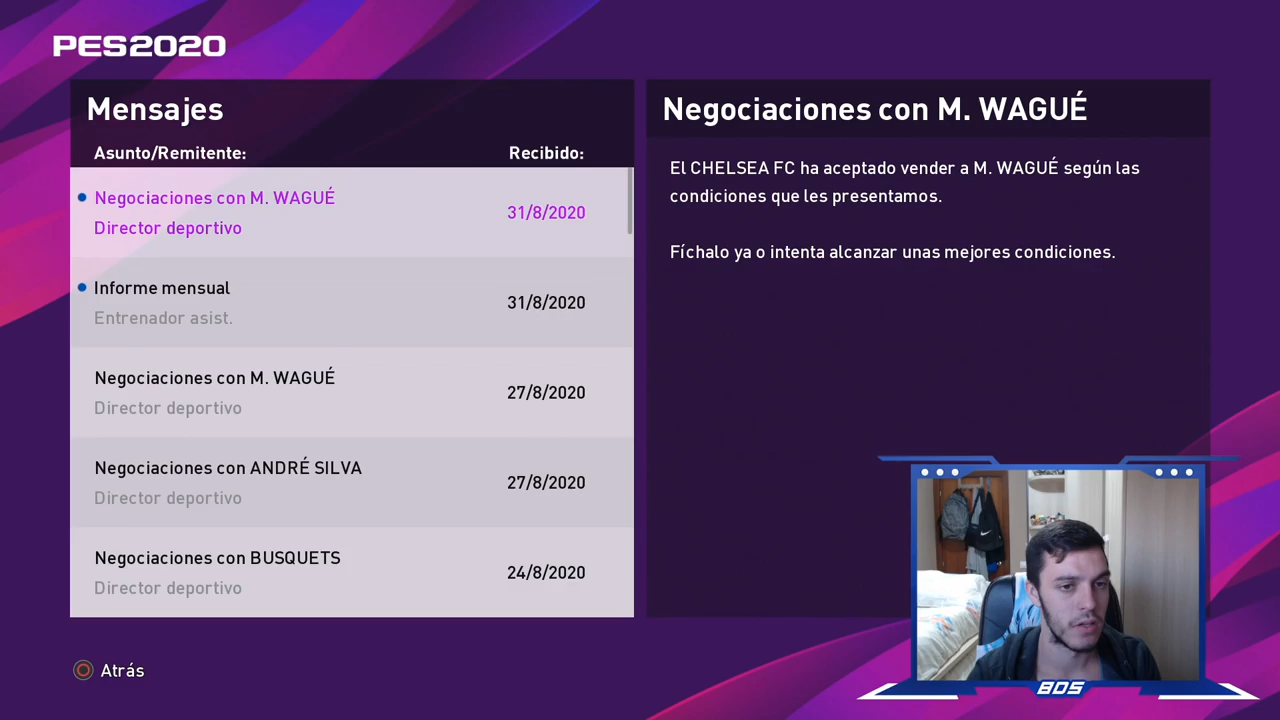 PES2020
Mensajes
Asunto/Remitente:
Recibido:
Negociaciones con M. WAGUÉ
Director deportivo
31/8/2020
Informe mensual
Entrenador asist.
31/8/2020
Negociaciones con M. WAGUÉ
Director deportivo
27/8/2020
Negociaciones con ANDRÉ SILVA
Director deportivo
27/8/2020
Negociaciones con BUSQUETS
Director deportivo
24/8/2020
Negociaciones con M. WAGUÉ
El CHELSEA FC ha aceptado vender a M. WAGUÉ según las
condiciones que les presentamos.
Fíchalo ya o intenta alcanzar unas mejores condiciones.
Atrás
BDS